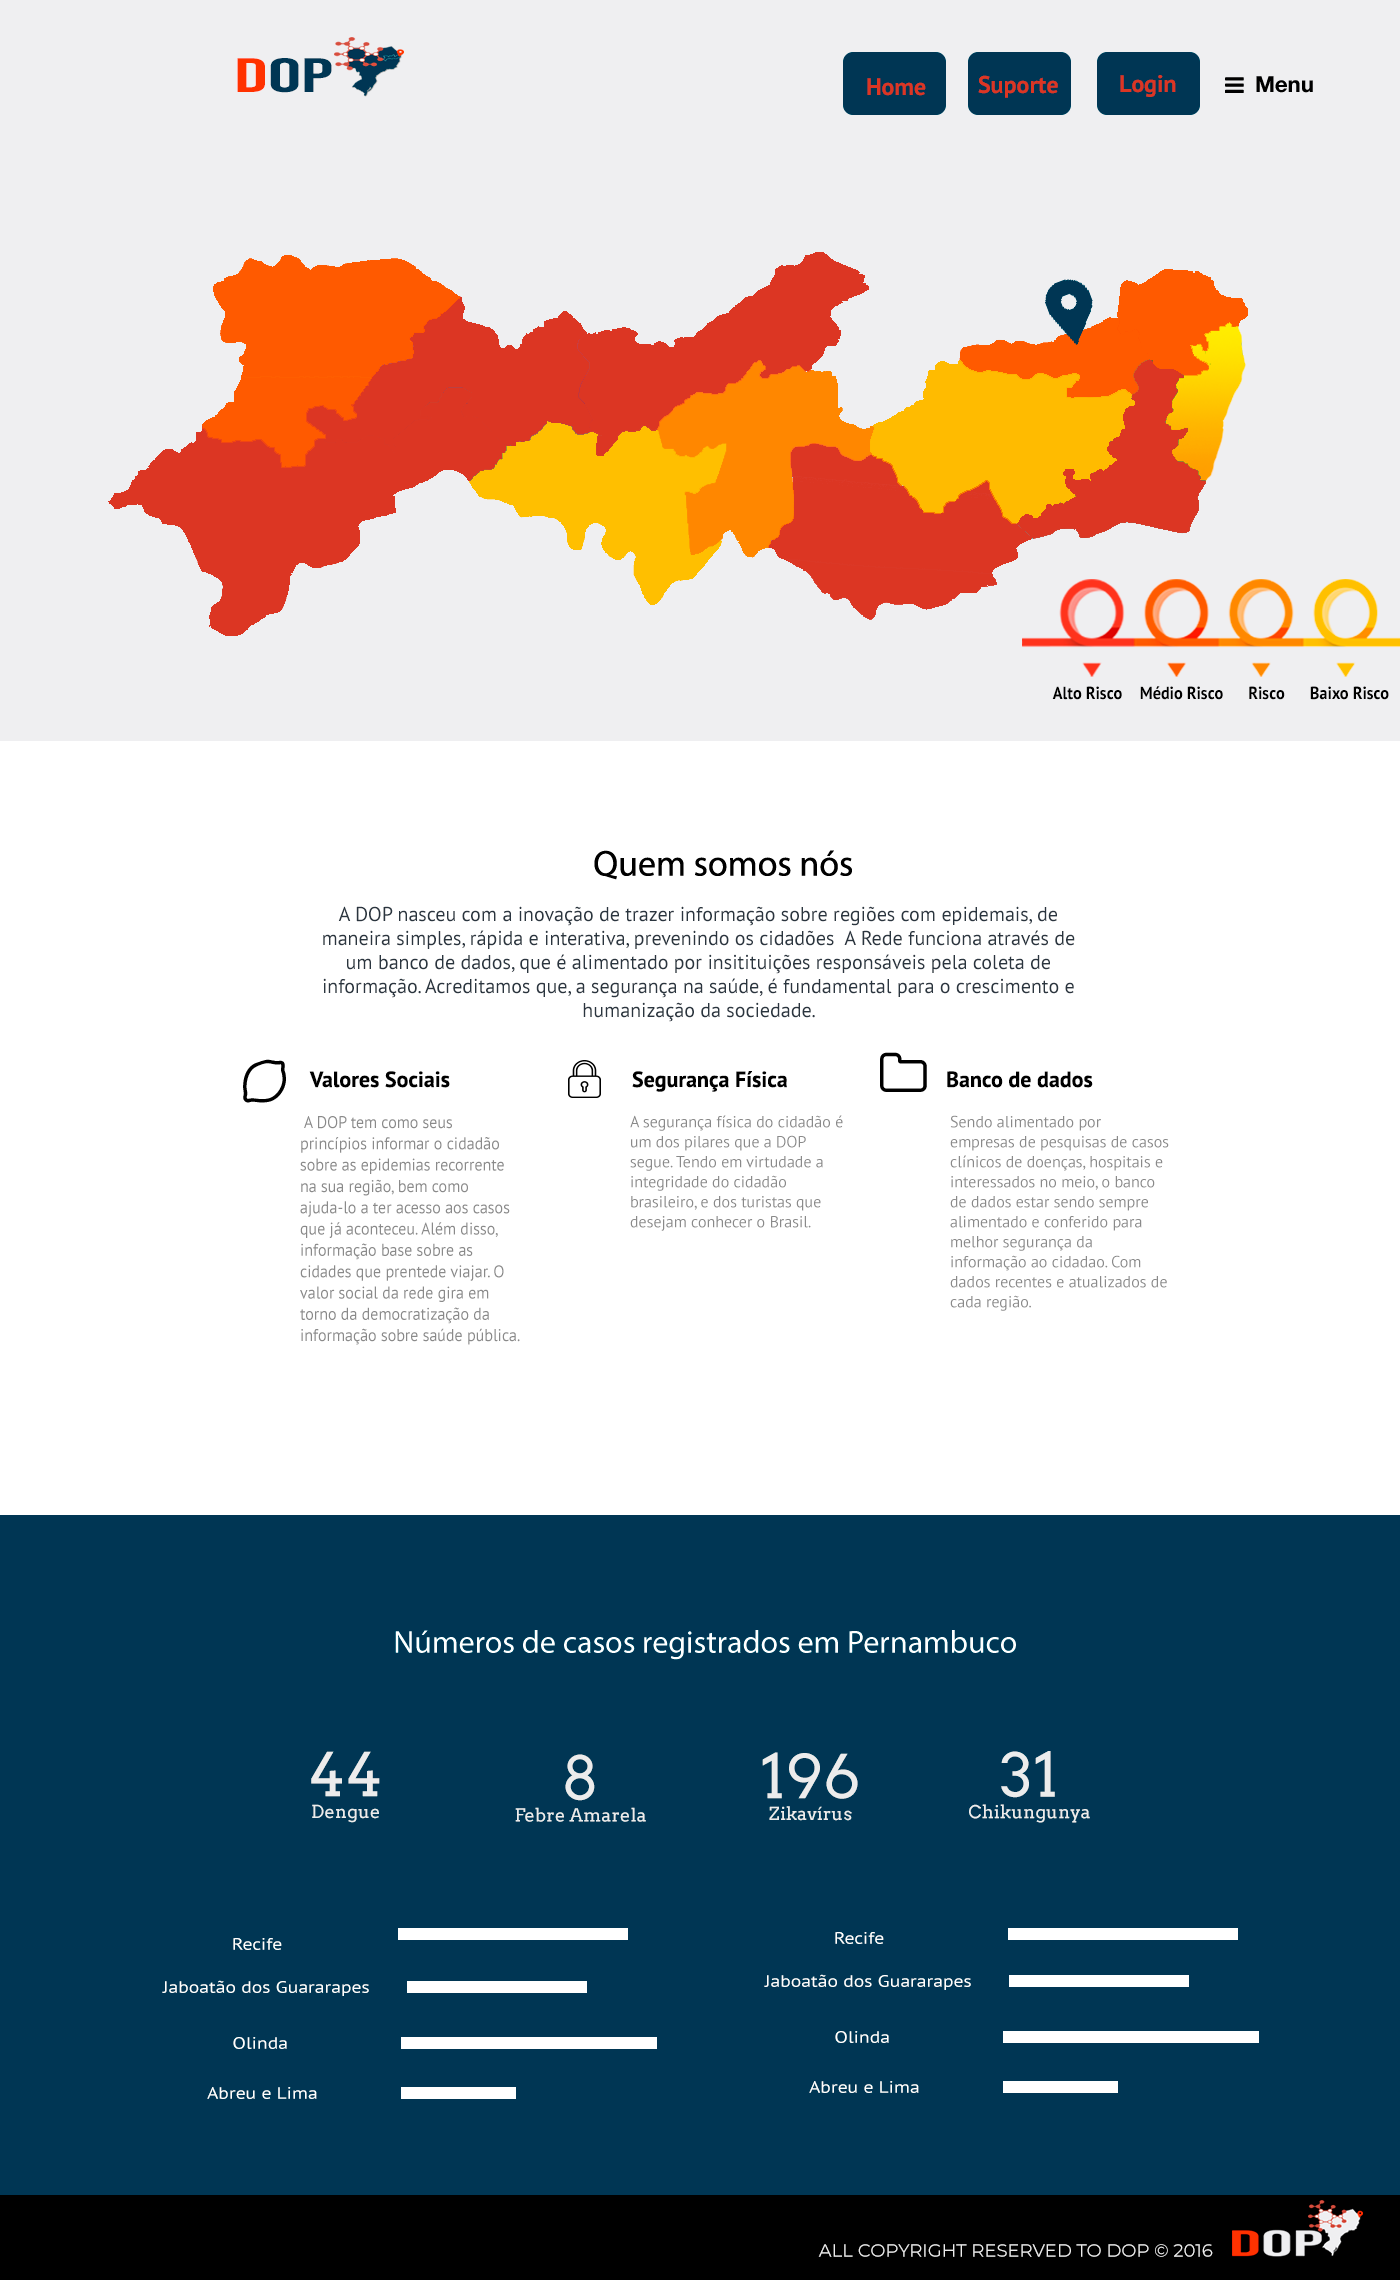 DOP
Home
Suporte
Login
Menu
Alto Risco
Médio Risco
Risco
Baixo Risco
Quem somos nós
A DOP nasceu com a inovação de trazer informação sobre regiões com epidemais, de
maneira simples, rápida e interativa, prevenindo os cidadões A Rede funciona através de
um banco de dados, que é alimentado por insitituições responsáveis pela coleta de
informação. Acreditamos que, a segurança na saúde, é fundamental para o crescimento e
humanização da sociedade.
Valores Sociais
A DOP tem como seus
princípios informar o cidadão
sobre as epidemias recorrente
na sua região, bem como
ajuda-lo a ter acesso aos casos
que já aconteceu. Além disso,
informação base sobre as
cidades que prentede viajar. O
valor social da rede gira em
torno da democratização da
informação sobre saúde pública.
Segurança Física
A segurança física do cidadão é
um dos pilares que a DOP
segue. Tendo em virtudade a
integridade do cidadão
brasileiro, e dos turistas que
desejam conhecer o Brasil.
Banco de dados
Sendo alimentado por
empresas de pesquisas de casos
clínicos de doenças, hospitais e
interessados no meio, o banco
de dados estar sendo sempre
alimentado e conferido para
melhor segurança da
informação ao cidadao. Com
dados recentes e atualizados de
cada região.
Números de casos registrados em Pernambuco
44
Dengue
8
Febre Amarela
196
Zikavírus
31
Chikungunya
Recife
Jaboatão dos Guararapes
Olinda
Abreu e Lima
Recife
Jaboatão dos Guararapes
Olinda
Abreu e Lima
ALL COPYRIGHT RESERVED TO DOP © 2016
DOP